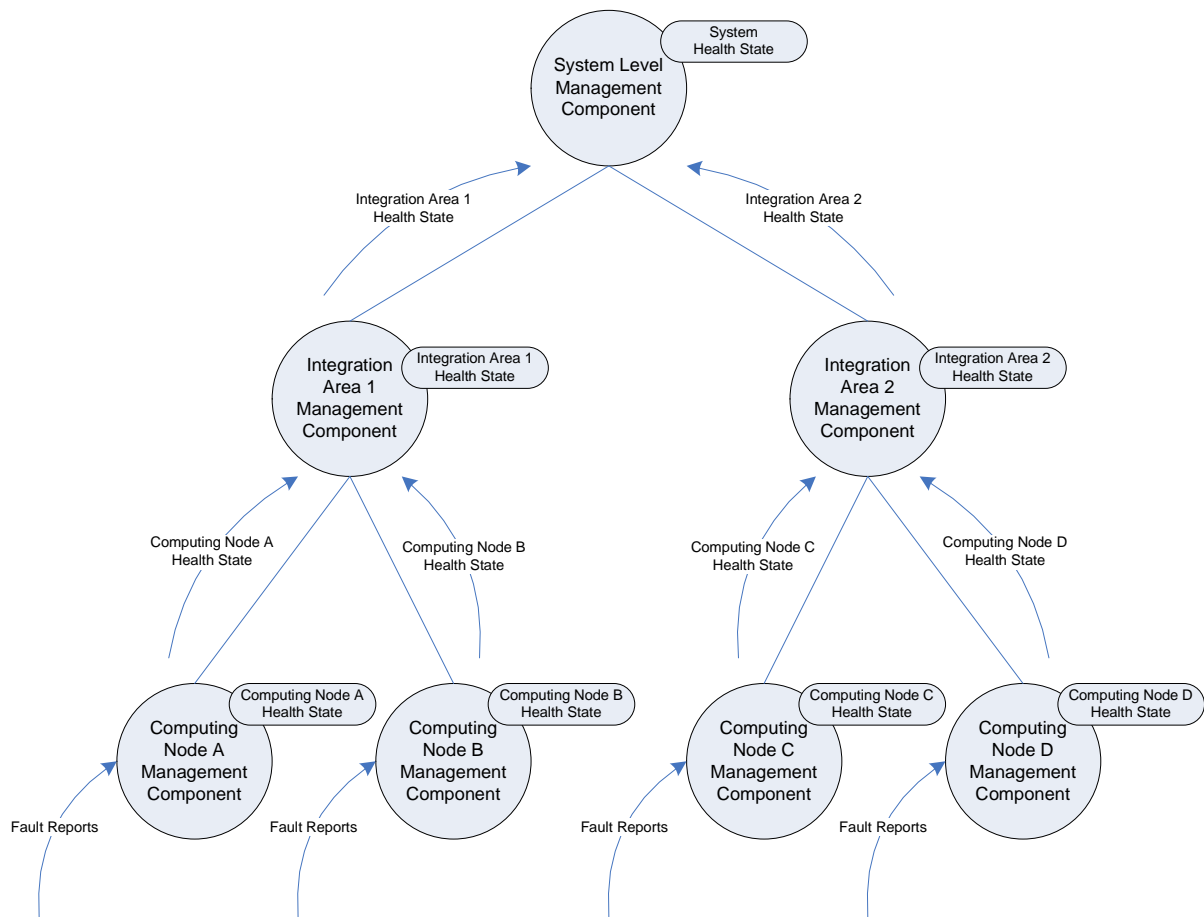 System
Health State
System Level
Management
Component
Integration Area 1
Health State
Integration Area 2
Health State
Integration
Area 1
Management
Component
Integration Area 1
Health State
Integration
Area 2
Management
Component
Integration Area 2
Health State
Computing Node A
Health State
Computing Node B
Health State
Computing Node C
Health State
Computing Node D
Health State
Computing Node A
Health State
Computing
Node A
Management
Component
Computing Node B
Health State
Computing
Node B
Management
Component
Computing Node C
Health State
Computing
Node C
Management
Component
Computing Node D
Health State
Computing
Node D
Management
Component
Fault Reports
Fault Reports
Fault Reports
Fault Reports